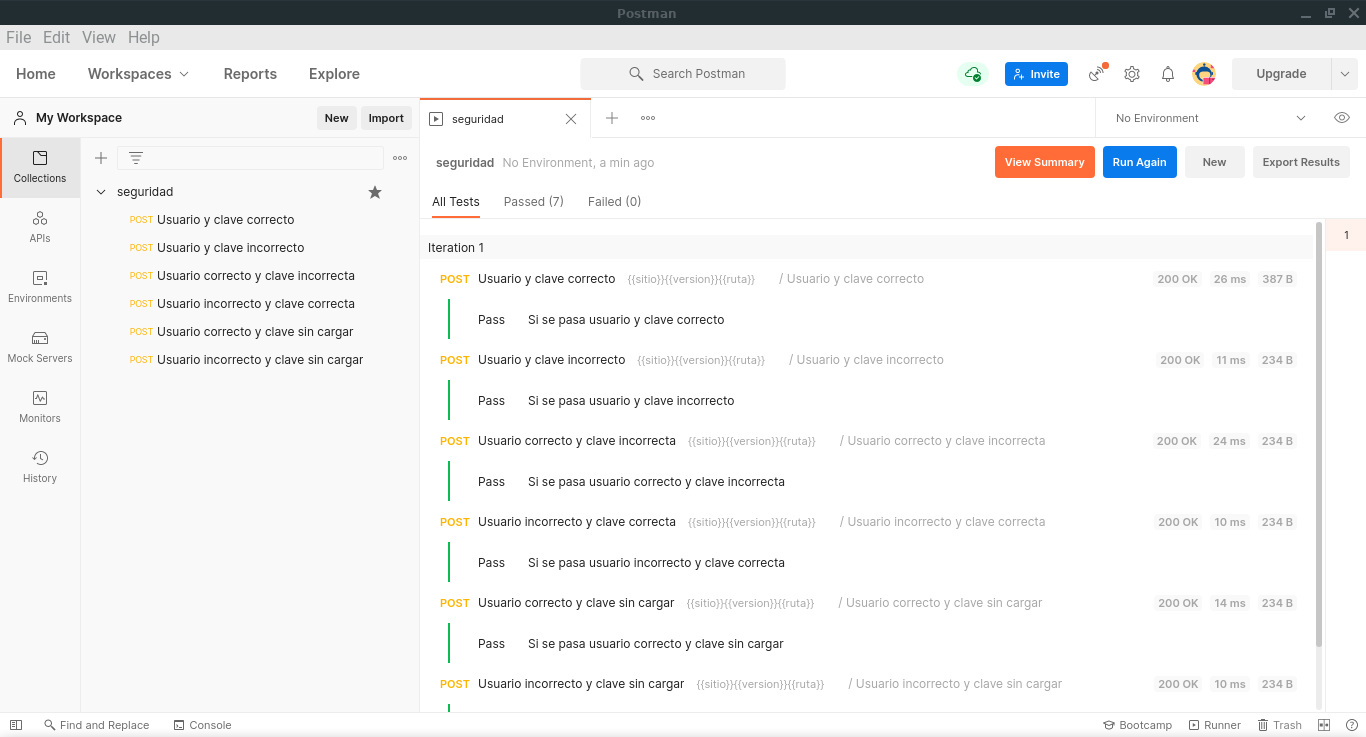 Postman
File Edit View Help
Home Workspaces Reports Explore Search Postman Invite Upgrade
My Workspace New Import seguridad No Environment
Collections
APIs
Environments
Mock Servers
Monitors
History
seguridad
POST Usuario y clave correcto
POST Usuario y clave incorrecto
POST Usuario correcto y clave incorrecta
POST Usuario incorrecto y clave correcta
POST Usuario correcto y clave sin cargar
POST Usuario incorrecto y clave sin cargar
seguridad No Environment, a min ago View Summary Run Again New Export Results
All Tests Passed (7) Failed (0)
1
Iteration 1
POST Usuario y clave correcto {{sitio}}{{version}}{{ruta}} / Usuario y clave correcto 200 OK 26 ms 387 B
Pass Si se pasa usuario y clave correcto
POST Usuario y clave incorrecto {{sitio}}{{version}}{{ruta}} / Usuario y clave incorrecto 200 OK 11 ms 234 B
Pass Si se pasa usuario y clave incorrecto
POST Usuario correcto y clave incorrecta {{sitio}}{{version}}{{ruta}} / Usuario correcto y clave incorrecta 200 OK 24 ms 234 B
Pass Si se pasa usuario correcto y clave incorrecta
POST Usuario incorrecto y clave correcta {{sitio}}{{version}}{{ruta}} / Usuario incorrecto y clave correcta 200 OK 10 ms 234 B
Pass Si se pasa usuario incorrecto y clave correcta
POST Usuario correcto y clave sin cargar {{sitio}}{{version}}{{ruta}} / Usuario correcto y clave sin cargar 200 OK 14 ms 234 B
Pass Si se pasa usuario correcto y clave sin cargar
POST Usuario incorrecto y clave sin cargar {{sitio}}{{version}}{{ruta}} / Usuario incorrecto y clave sin cargar 200 OK 10 ms 234 B
Find and Replace Console Bootcamp Runner Trash